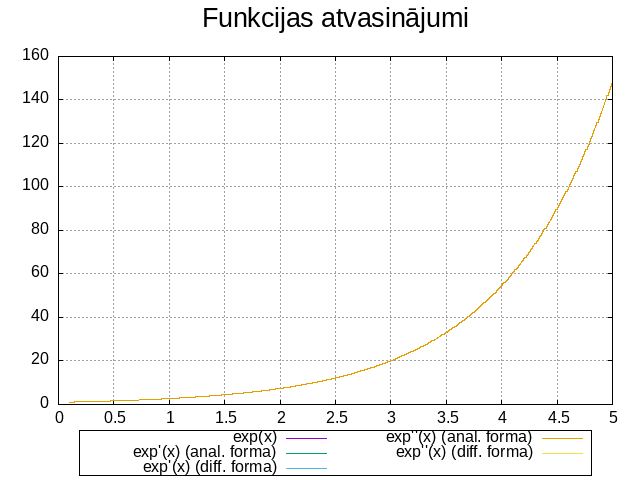 Funkcijas atvasinājumi
160
140
120
100
80
60
40
20
0
0 0.5 1 1.5 2 2.5 3 3.5 4 4.5 5
exp(x)
exp'(x) (anal. forma)
exp'(x) (diff. forma)
exp''(x) (anal. forma)
exp''(x) (diff. forma)